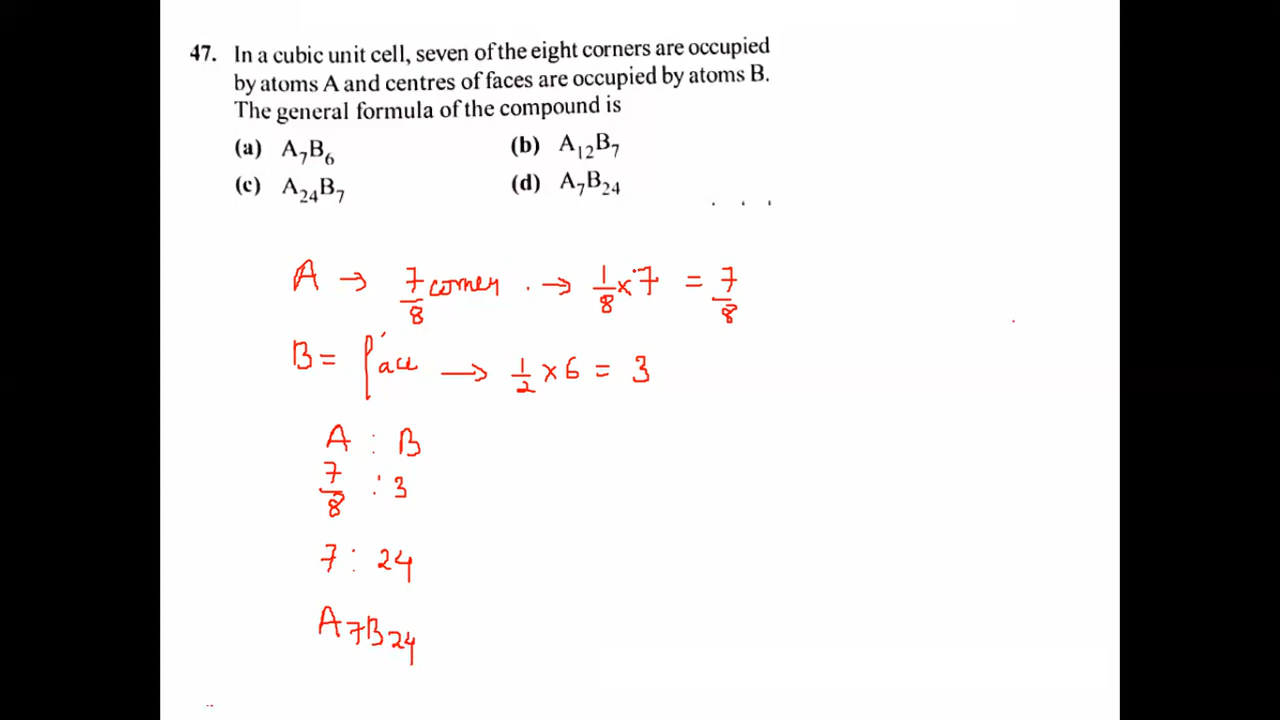 47. In a cubic unit cell, seven of the eight corners are occupied
by atoms A and centres of faces are occupied by atoms B.
The general formula of the compound is
(a) A₇B₆ (b) A₁₂B₇
(c) A₂₄B₇ (d) A₇B₂₄
A → 7/8 corner . → 1/8 × 7 = 7/8
B = face → 1/2 × 6 = 3
A : B
7/8 : 3
7 : 24
A₇B₂₄